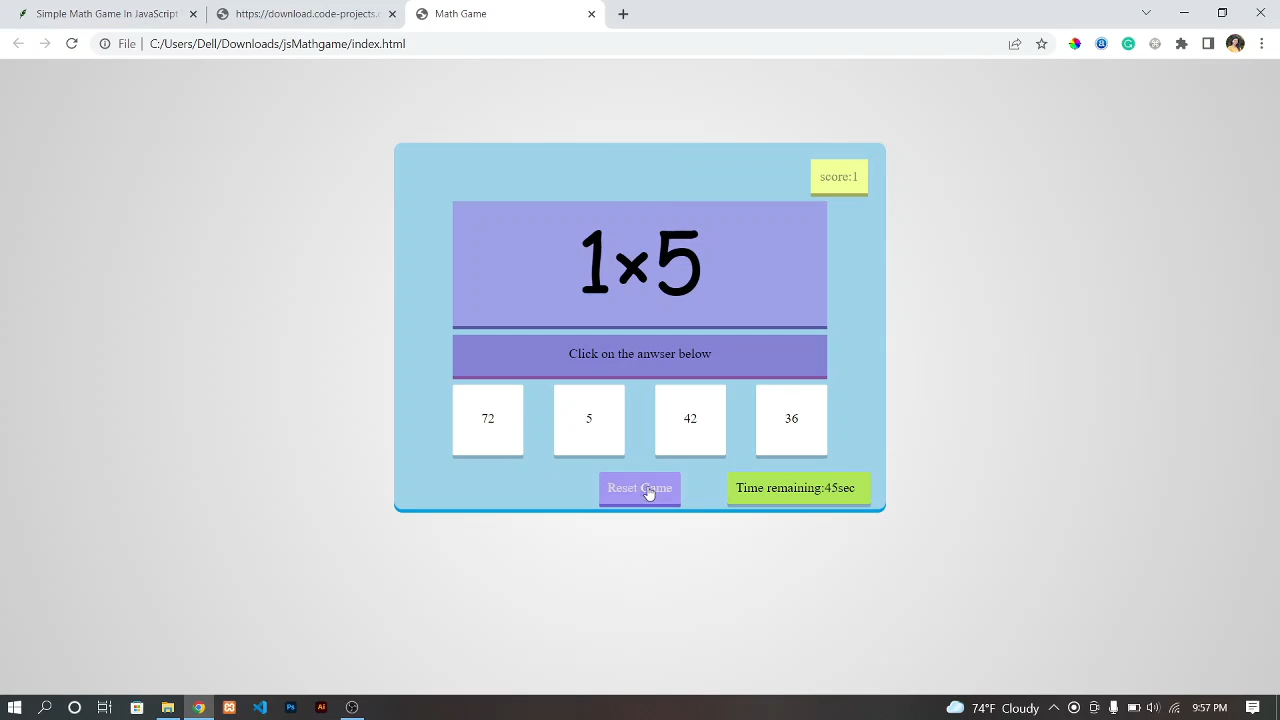 Simple Math Game In JavaScript
https://download.code-projects.
Math Game
File | C:/Users/Dell/Downloads/jsMathgame/index.html
score:1
1×5
Click on the anwser below
72 5 42 36
Reset Game
Time remaining:45sec
Ps
Ai
74°F Cloudy
9:57 PM